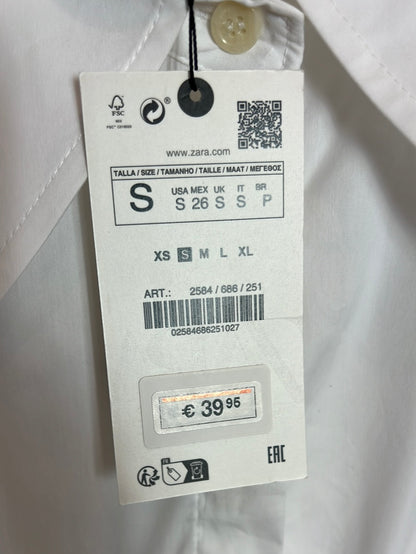 FSC
www.zara.com
TALLA / SIZE / TAMANHO / TAILLE / MAAT / ΜΕΓΕΘΟΣ
S
USA MEX UK IT BR
S 26 S S P
XS S M L XL
ART.: 2584 / 686 / 251
02584686251027
€ 39 95
FR
EAC